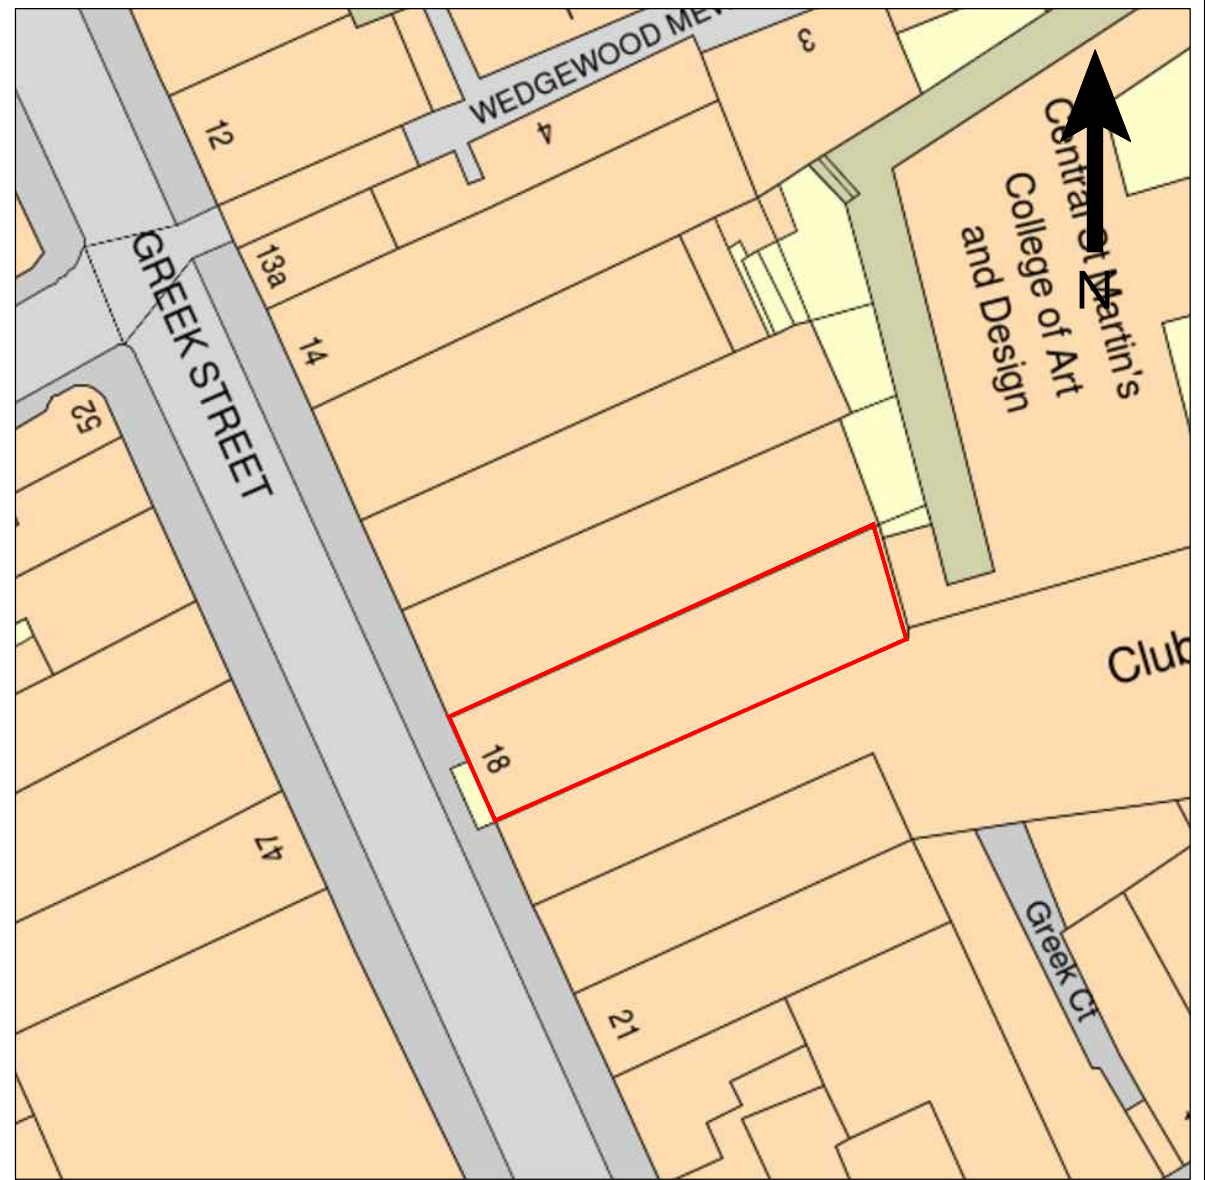 WEDGEWOOD MEW
3
12
4
Central St Martin's
College of Art
and Design
N
13a
GREEK STREET
14
52
Club
18
47
Greek Ct
21